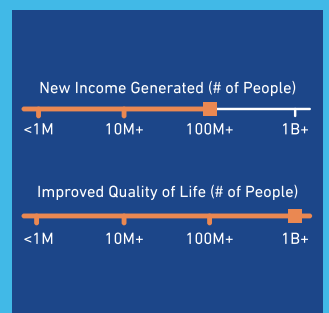 New Income Generated (# of People)
<1M 10M+ 100M+ 1B+
Improved Quality of Life (# of People)
<1M 10M+ 100M+ 1B+